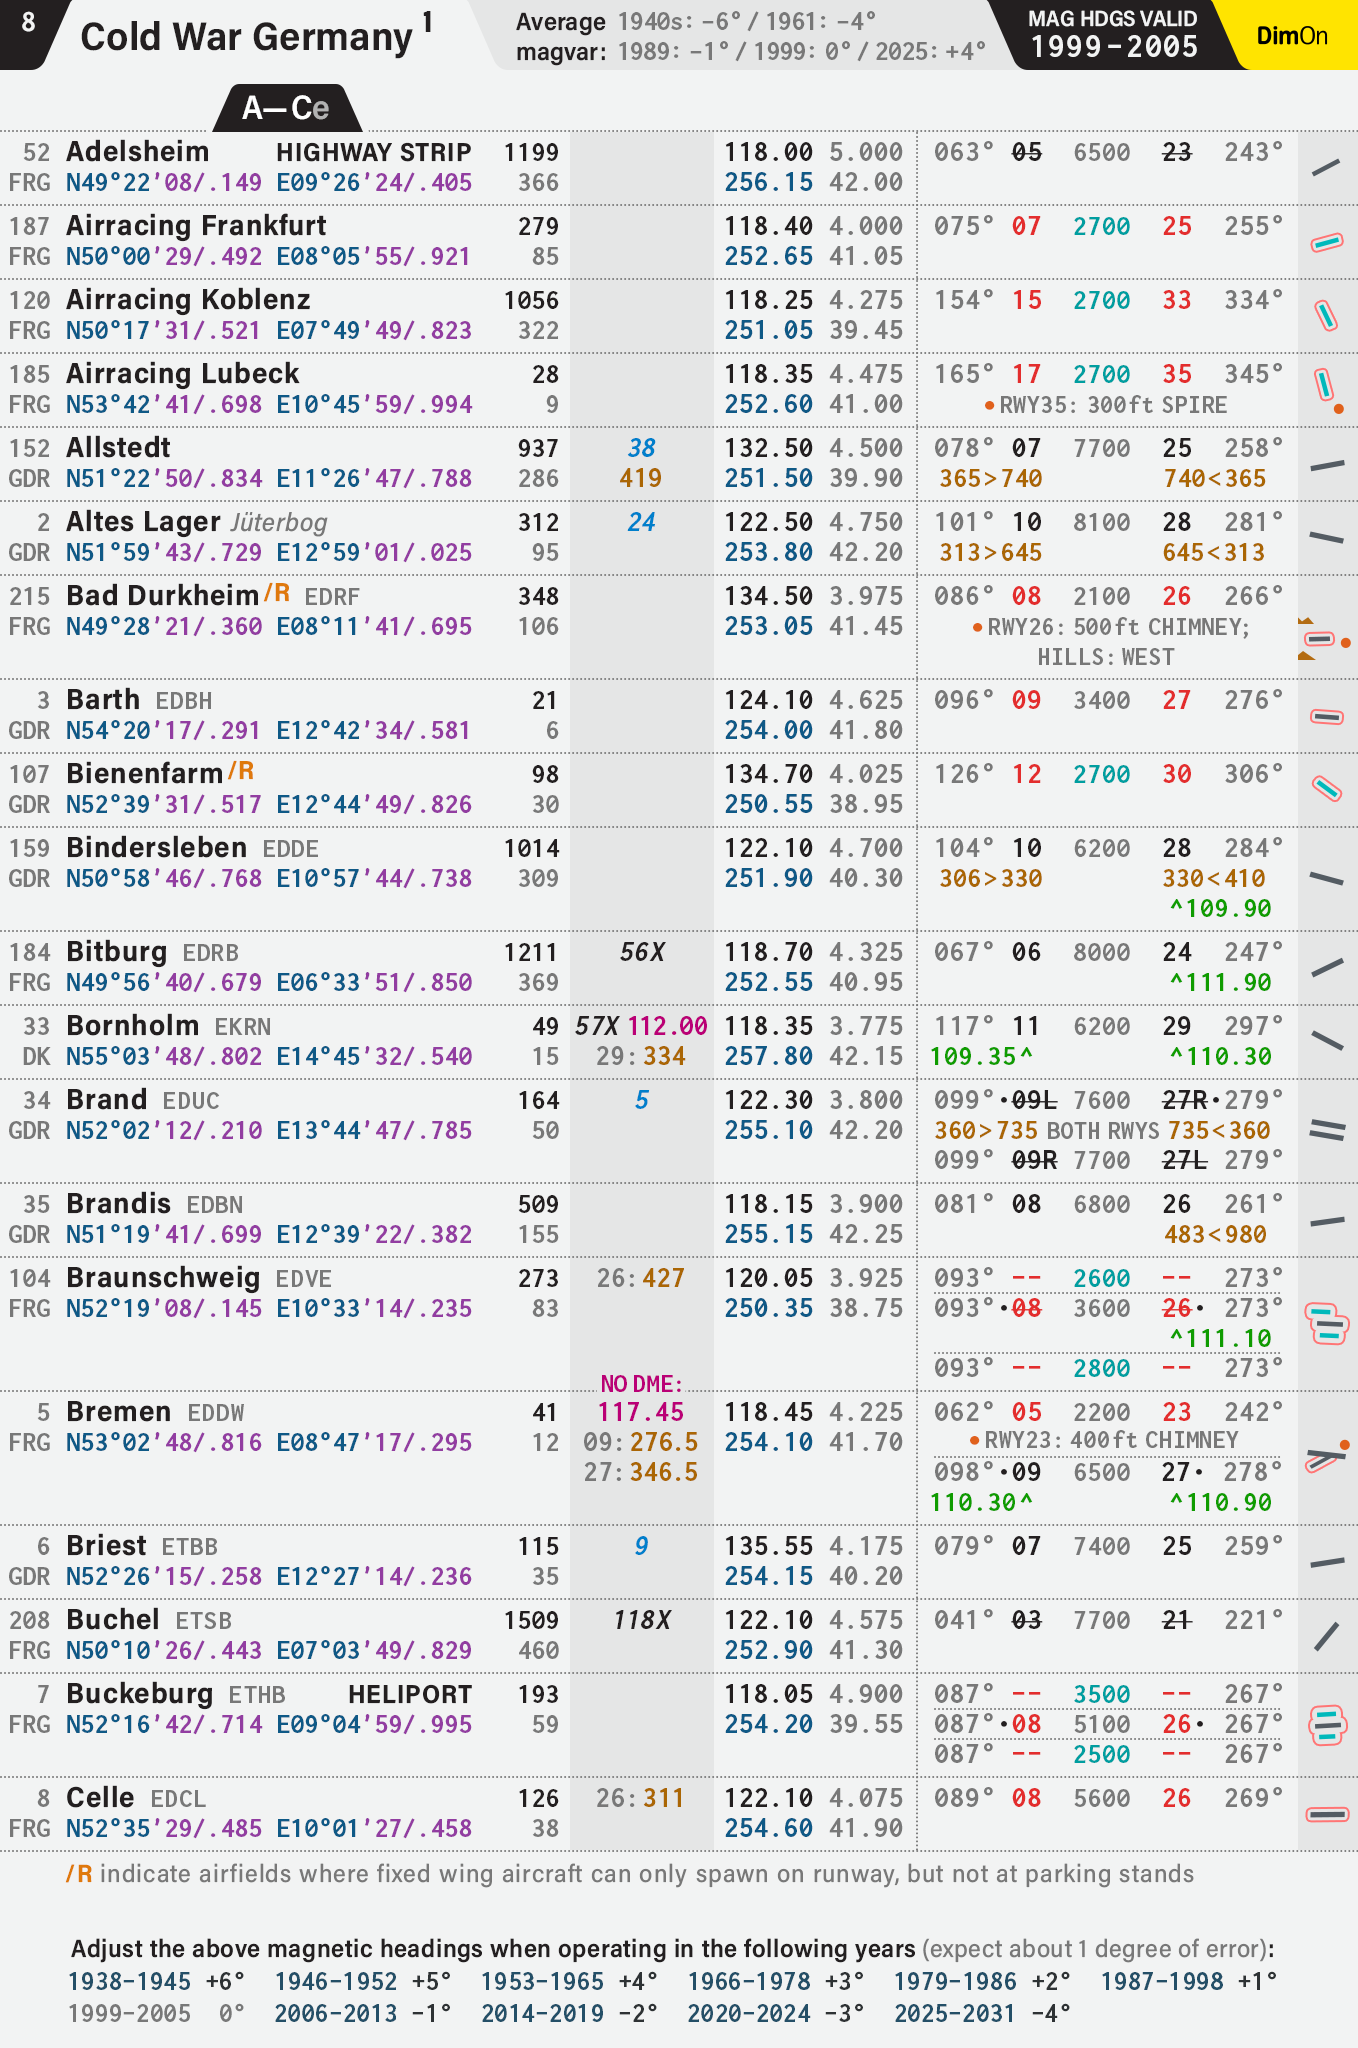 8 Cold War Germany 1 Average 1940s: -6° / 1961: -4° MAG HDGS VALID DimOn
magvar: 1989: -1° / 1999: 0° / 2025: +4° 1999-2005
A—Ce
52 Adelsheim HIGHWAY STRIP 1199 118.00 5.000 063° 05 6500 23 243°
FRG N49°22'08/.149 E09°26'24/.405 366 256.15 42.00
187 Airracing Frankfurt 279 118.40 4.000 075° 07 2700 25 255°
FRG N50°00'29/.492 E08°05'55/.921 85 252.65 41.05
120 Airracing Koblenz 1056 118.25 4.275 154° 15 2700 33 334°
FRG N50°17'31/.521 E07°49'49/.823 322 251.05 39.45
185 Airracing Lubeck 28 118.35 4.475 165° 17 2700 35 345°
FRG N53°42'41/.698 E10°45'59/.994 9 252.60 41.00 •RWY35: 300ft SPIRE
152 Allstedt 937 38 132.50 4.500 078° 07 7700 25 258°
GDR N51°22'50/.834 E11°26'47/.788 286 419 251.50 39.90 365>740 740<365
2 Altes Lager Jüterbog 312 24 122.50 4.750 101° 10 8100 28 281°
GDR N51°59'43/.729 E12°59'01/.025 95 253.80 42.20 313>645 645<313
215 Bad Durkheim/R EDRF 348 134.50 3.975 086° 08 2100 26 266°
FRG N49°28'21/.360 E08°11'41/.695 106 253.05 41.45 •RWY26: 500ft CHIMNEY;
HILLS: WEST
3 Barth EDBH 21 124.10 4.625 096° 09 3400 27 276°
GDR N54°20'17/.291 E12°42'34/.581 6 254.00 41.80
107 Bienenfarm/R 98 134.70 4.025 126° 12 2700 30 306°
GDR N52°39'31/.517 E12°44'49/.826 30 250.55 38.95
159 Bindersleben EDDE 1014 122.10 4.700 104° 10 6200 28 284°
GDR N50°58'46/.768 E10°57'44/.738 309 251.90 40.30 306>330 330<410
^109.90
184 Bitburg EDRB 1211 56X 118.70 4.325 067° 06 8000 24 247°
FRG N49°56'40/.679 E06°33'51/.850 369 252.55 40.95 ^111.90
33 Bornholm EKRN 49 57X 112.00 118.35 3.775 117° 11 6200 29 297°
DK N55°03'48/.802 E14°45'32/.540 15 29:334 257.80 42.15 109.35^ ^110.30
34 Brand EDUC 164 5 122.30 3.800 099°•09L 7600 27R•279°
GDR N52°02'12/.210 E13°44'47/.785 50 255.10 42.20 360>735 BOTH RWYS 735<360
099° 09R 7700 27L 279°
35 Brandis EDBN 509 118.15 3.900 081° 08 6800 26 261°
GDR N51°19'41/.699 E12°39'22/.382 155 255.15 42.25 483<980
104 Braunschweig EDVE 273 26:427 120.05 3.925 093° -- 2600 -- 273°
FRG N52°19'08/.145 E10°33'14/.235 83 250.35 38.75 093°•08 3600 26• 273°
^111.10
093° -- 2800 -- 273°
NO DME:
5 Bremen EDDW 41 117.45 118.45 4.225 062° 05 2200 23 242°
FRG N53°02'48/.816 E08°47'17/.295 12 09:276.5 254.10 41.70 •RWY23: 400ft CHIMNEY
27:346.5 098°•09 6500 27• 278°
110.30^ ^110.90
6 Briest ETBB 115 9 135.55 4.175 079° 07 7400 25 259°
GDR N52°26'15/.258 E12°27'14/.236 35 254.15 40.20
208 Buchel ETSB 1509 118X 122.10 4.575 041° 03 7700 21 221°
FRG N50°10'26/.443 E07°03'49/.829 460 252.90 41.30
7 Buckeburg ETHB HELIPORT 193 118.05 4.900 087° -- 3500 -- 267°
FRG N52°16'42/.714 E09°04'59/.995 59 254.20 39.55 087°•08 5100 26• 267°
087° -- 2500 -- 267°
8 Celle EDCL 126 26:311 122.10 4.075 089° 08 5600 26 269°
FRG N52°35'29/.485 E10°01'27/.458 38 254.60 41.90
/R indicate airfields where fixed wing aircraft can only spawn on runway, but not at parking stands
Adjust the above magnetic headings when operating in the following years (expect about 1 degree of error):
1938-1945 +6° 1946-1952 +5° 1953-1965 +4° 1966-1978 +3° 1979-1986 +2° 1987-1998 +1°
1999-2005 0° 2006-2013 -1° 2014-2019 -2° 2020-2024 -3° 2025-2031 -4°